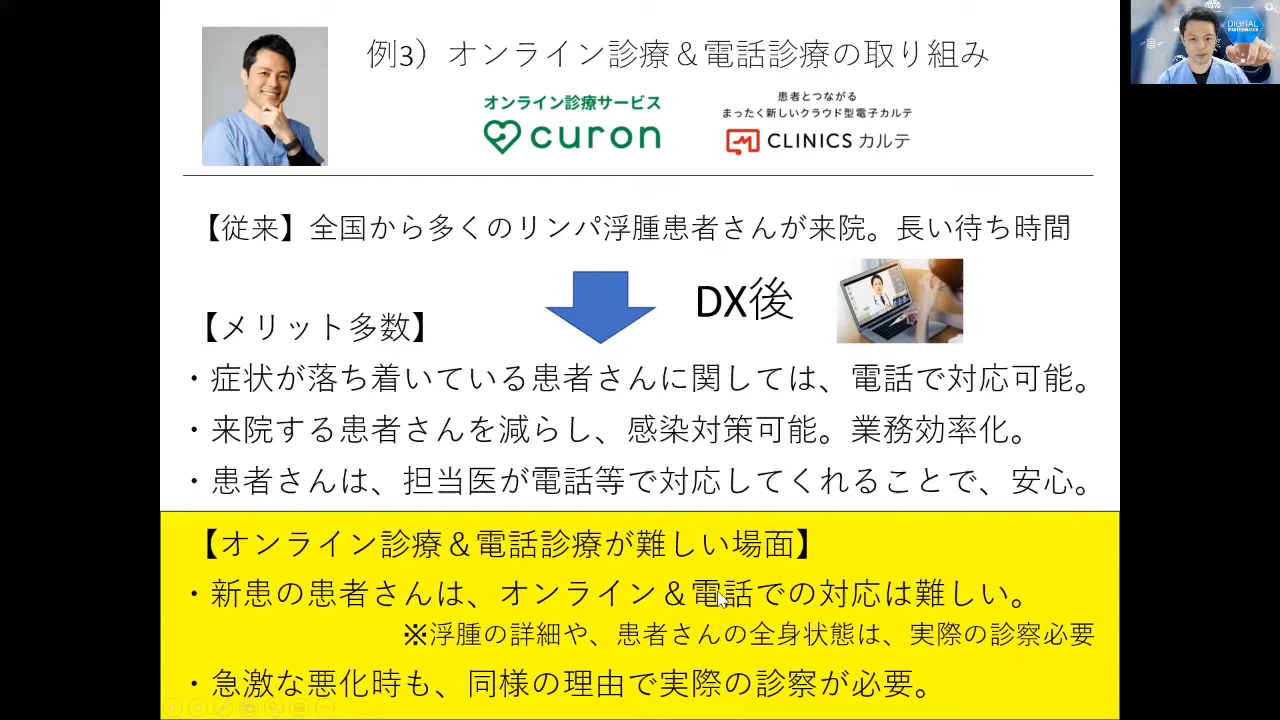 例3）オンライン診療＆電話診療の取り組み
オンライン診療サービス
curon
患者とつながる
まったく新しいクラウド型電子カルテ
CLINICS カルテ
DIGITAL
【従来】全国から多くのリンパ浮腫患者さんが来院。長い待ち時間
DX後
【メリット多数】
・症状が落ち着いている患者さんに関しては、電話で対応可能。
・来院する患者さんを減らし、感染対策可能。業務効率化。
・患者さんは、担当医が電話等で対応してくれることで、安心。
【オンライン診療＆電話診療が難しい場面】
・新患の患者さんは、オンライン＆電話での対応は難しい。
※浮腫の詳細や、患者さんの全身状態は、実際の診察必要
・急激な悪化時も、同様の理由で実際の診察が必要。